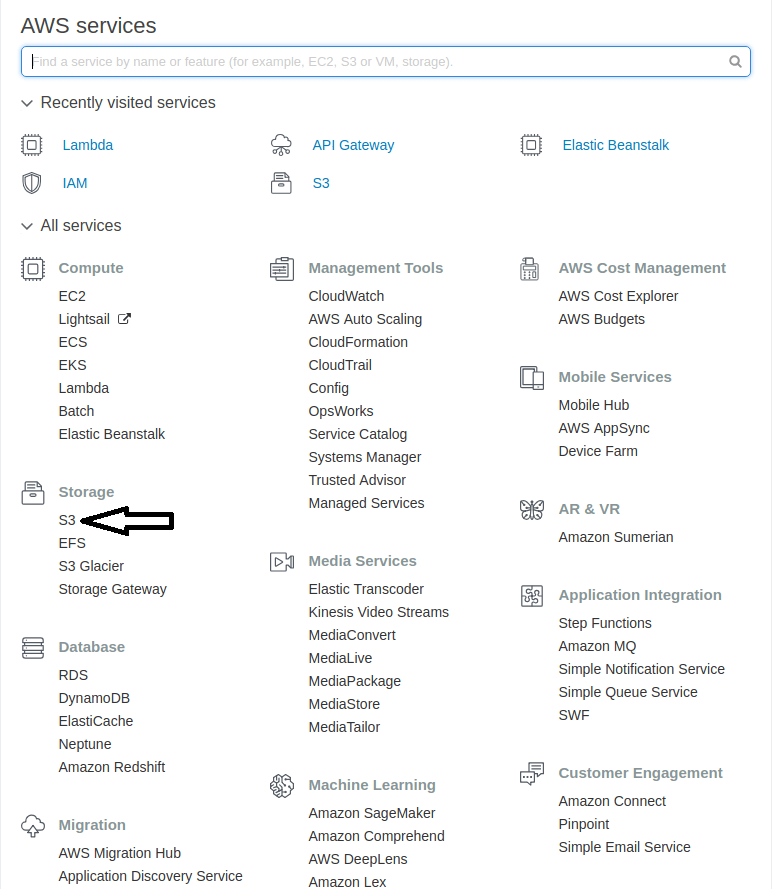 AWS services
Find a service by name or feature (for example, EC2, S3 or VM, storage).
Recently visited services
Lambda
API Gateway
Elastic Beanstalk
IAM
S3
All services
Compute
EC2
Lightsail
ECS
EKS
Lambda
Batch
Elastic Beanstalk
Storage
S3
EFS
S3 Glacier
Storage Gateway
Database
RDS
DynamoDB
ElastiCache
Neptune
Amazon Redshift
Migration
AWS Migration Hub
Application Discovery Service
Management Tools
CloudWatch
AWS Auto Scaling
CloudFormation
CloudTrail
Config
OpsWorks
Service Catalog
Systems Manager
Trusted Advisor
Managed Services
Media Services
Elastic Transcoder
Kinesis Video Streams
MediaConvert
MediaLive
MediaPackage
MediaStore
MediaTailor
Machine Learning
Amazon SageMaker
Amazon Comprehend
AWS DeepLens
Amazon Lex
AWS Cost Management
AWS Cost Explorer
AWS Budgets
Mobile Services
Mobile Hub
AWS AppSync
Device Farm
AR & VR
Amazon Sumerian
Application Integration
Step Functions
Amazon MQ
Simple Notification Service
Simple Queue Service
SWF
Customer Engagement
Amazon Connect
Pinpoint
Simple Email Service